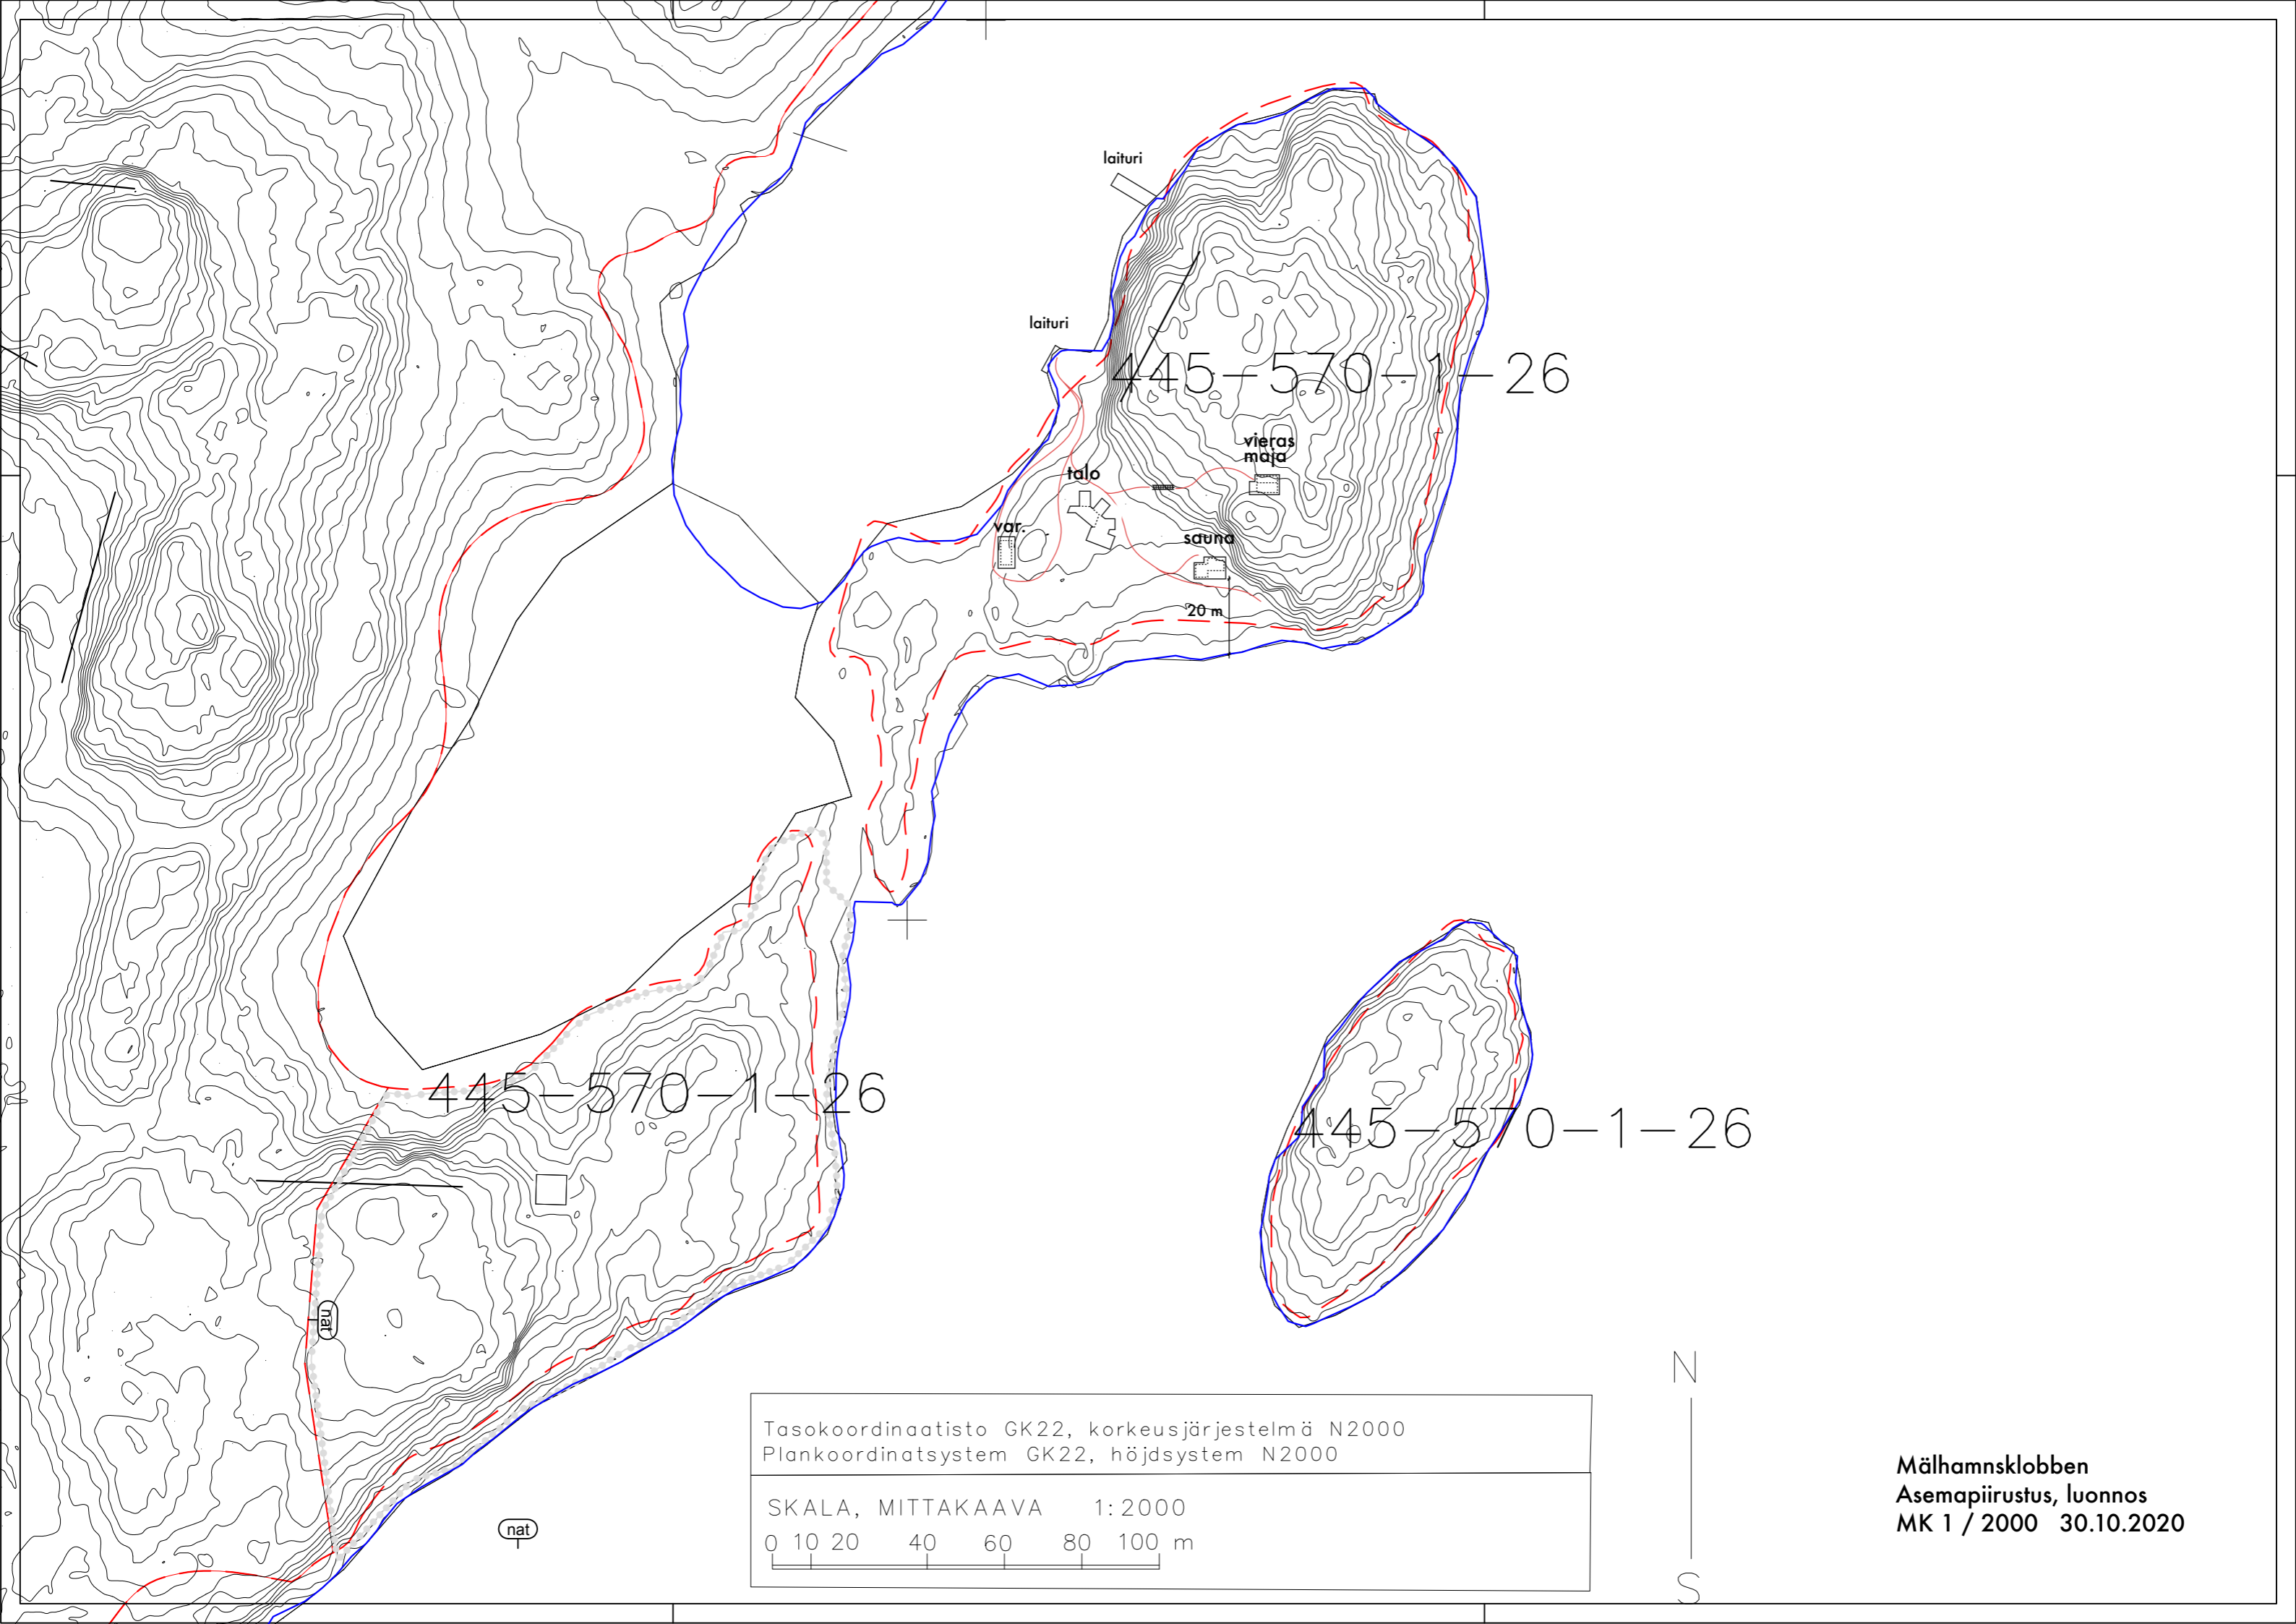 laituri
laituri
445-570-1-26
vieras
maja
talo
var.
sauna
20 m
445-570-1-26
445-570-1-26
nat
nat
N
Tasokoordinaatisto GK22, korkeusjärjestelmä N2000
Plankoordinatsystem GK22, höjdsystem N2000
SKALA, MITTAKAAVA 1:2000
0 10 20 40 60 80 100 m
S
Mälhamnsklobben
Asemapiirustus, luonnos
MK 1 / 2000 30.10.2020